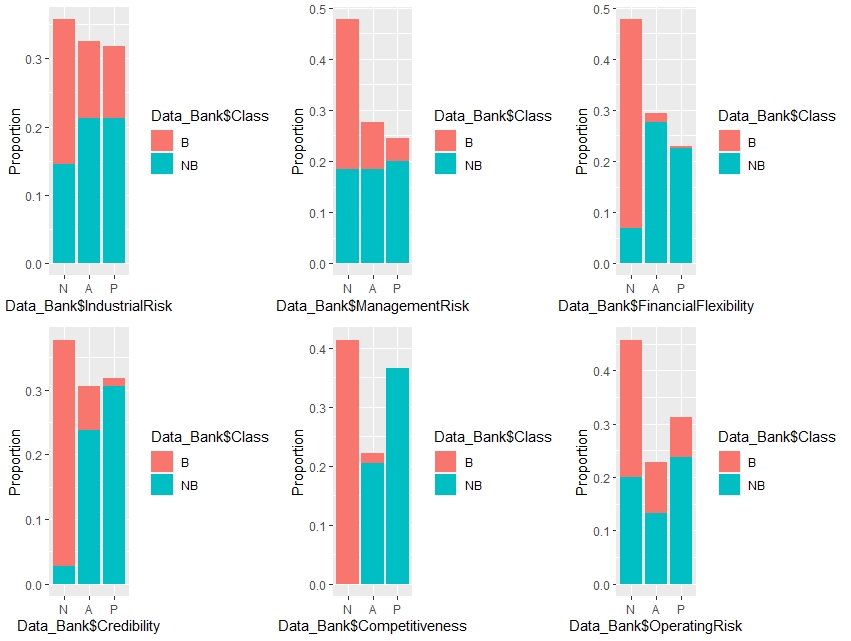 Proportion
0.3
0.2
0.1
0.0
N A P
Data_Bank$IndustrialRisk
Data_Bank$Class
B
NB
Proportion
0.5
0.4
0.3
0.2
0.1
0.0
N A P
Data_Bank$ManagementRisk
Data_Bank$Class
B
NB
Proportion
0.5
0.4
0.3
0.2
0.1
0.0
N A P
Data_Bank$FinancialFlexibility
Data_Bank$Class
B
NB
Proportion
0.3
0.2
0.1
0.0
N A P
Data_Bank$Credibility
Data_Bank$Class
B
NB
Proportion
0.4
0.3
0.2
0.1
0.0
N A P
Data_Bank$Competitiveness
Data_Bank$Class
B
NB
Proportion
0.4
0.3
0.2
0.1
0.0
N A P
Data_Bank$OperatingRisk
Data_Bank$Class
B
NB